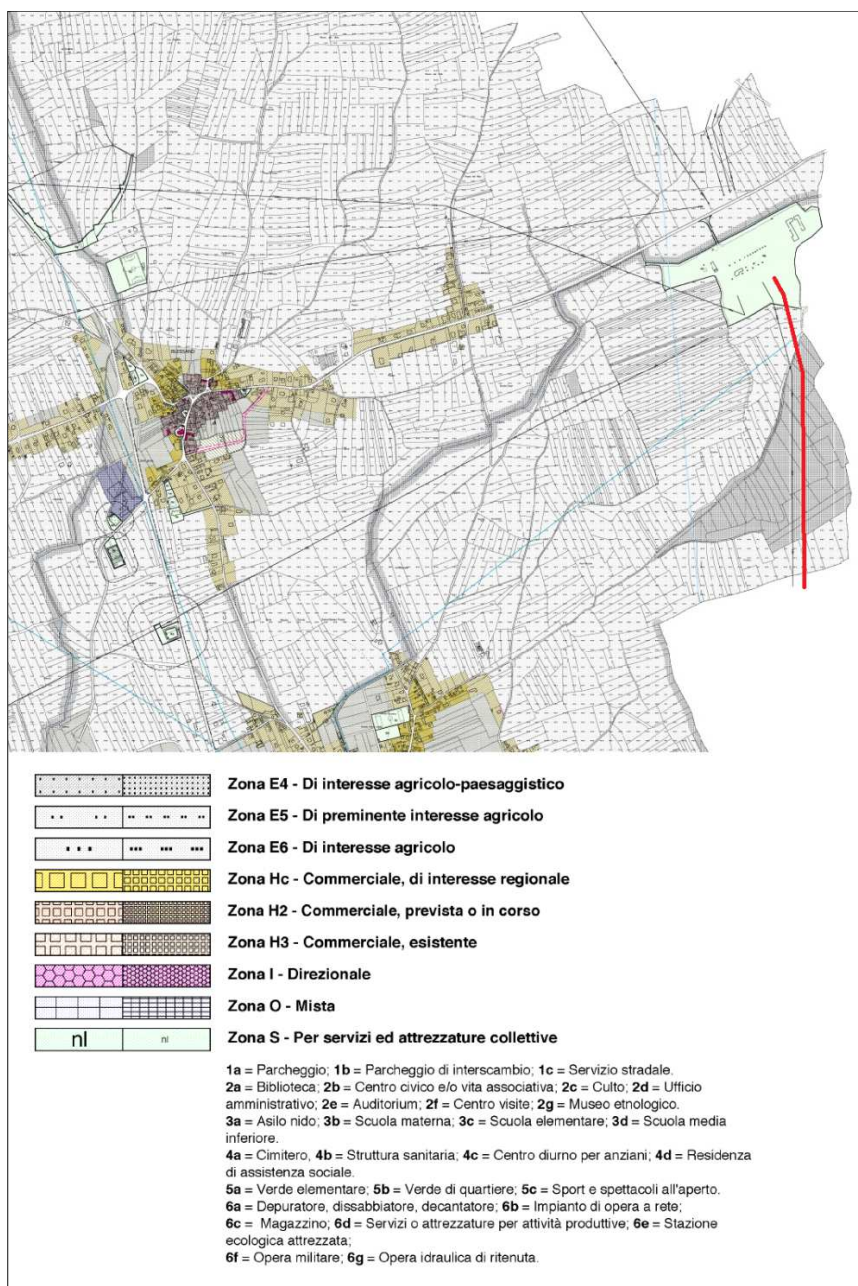 Zona E4 - Di interesse agricolo-paesaggistico
Zona E5 - Di preminente interesse agricolo
Zona E6 - Di interesse agricolo
Zona Hc - Commerciale, di interesse regionale
Zona H2 - Commerciale, prevista o in corso
Zona H3 - Commerciale, esistente
Zona I - Direzionale
Zona O - Mista
nl nl Zona S - Per servizi ed attrezzature collettive
1a = Parcheggio; 1b = Parcheggio di interscambio; 1c = Servizio stradale.
2a = Biblioteca; 2b = Centro civico e/o vita associativa; 2c = Culto; 2d = Ufficio
amministrativo; 2e = Auditorium; 2f = Centro visite; 2g = Museo etnologico.
3a = Asilo nido; 3b = Scuola materna; 3c = Scuola elementare; 3d = Scuola media
inferiore.
4a = Cimitero, 4b = Struttura sanitaria; 4c = Centro diurno per anziani; 4d = Residenza
di assistenza sociale.
5a = Verde elementare; 5b = Verde di quartiere; 5c = Sport e spettacoli all'aperto.
6a = Depuratore, dissabbiatore, decantatore; 6b = Impianto di opera a rete;
6c = Magazzino; 6d = Servizi o attrezzature per attività produttive; 6e = Stazione
ecologica attrezzata;
6f = Opera militare; 6g = Opera idraulica di ritenuta.